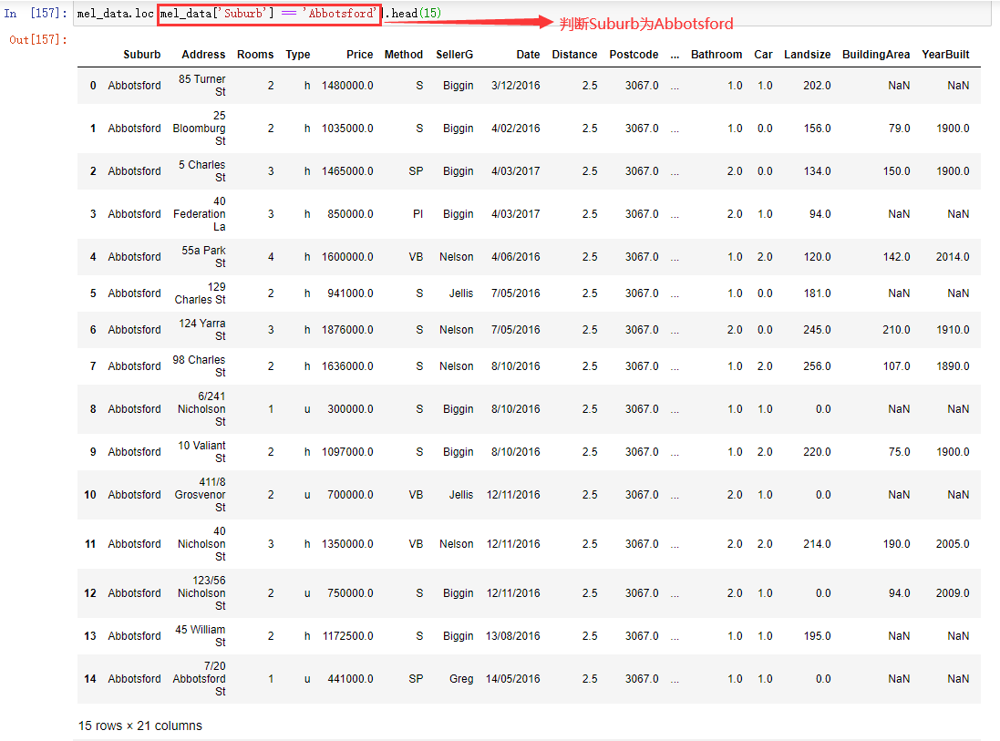 In [157]: mel_data.loc[mel_data['Suburb'] == 'Abbotsford'].head(15)
判断Suburb为Abbotsford
Out[157]:
Suburb Address Rooms Type Price Method SellerG Date Distance Postcode ... Bathroom Car Landsize BuildingArea YearBuilt
0 Abbotsford 85 Turner St 2 h 1480000.0 S Biggin 3/12/2016 2.5 3067.0 ... 1.0 1.0 202.0 NaN NaN
1 Abbotsford 25 Bloomburg St 2 h 1035000.0 S Biggin 4/02/2016 2.5 3067.0 ... 1.0 0.0 156.0 79.0 1900.0
2 Abbotsford 5 Charles St 3 h 1465000.0 SP Biggin 4/03/2017 2.5 3067.0 ... 2.0 0.0 134.0 150.0 1900.0
3 Abbotsford 40 Federation La 3 h 850000.0 PI Biggin 4/03/2017 2.5 3067.0 ... 2.0 1.0 94.0 NaN NaN
4 Abbotsford 55a Park St 4 h 1600000.0 VB Nelson 4/06/2016 2.5 3067.0 ... 1.0 2.0 120.0 142.0 2014.0
5 Abbotsford 129 Charles St 2 h 941000.0 S Jellis 7/05/2016 2.5 3067.0 ... 1.0 0.0 181.0 NaN NaN
6 Abbotsford 124 Yarra St 3 h 1876000.0 S Nelson 7/05/2016 2.5 3067.0 ... 2.0 0.0 245.0 210.0 1910.0
7 Abbotsford 98 Charles St 2 h 1636000.0 S Nelson 8/10/2016 2.5 3067.0 ... 1.0 2.0 256.0 107.0 1890.0
8 Abbotsford 6/241 Nicholson St 1 u 300000.0 S Biggin 8/10/2016 2.5 3067.0 ... 1.0 1.0 0.0 NaN NaN
9 Abbotsford 10 Valiant St 2 h 1097000.0 S Biggin 8/10/2016 2.5 3067.0 ... 1.0 2.0 220.0 75.0 1900.0
10 Abbotsford 411/8 Grosvenor St 2 u 700000.0 VB Jellis 12/11/2016 2.5 3067.0 ... 2.0 1.0 0.0 NaN NaN
11 Abbotsford 40 Nicholson St 3 h 1350000.0 VB Nelson 12/11/2016 2.5 3067.0 ... 2.0 2.0 214.0 190.0 2005.0
12 Abbotsford 123/56 Nicholson St 2 u 750000.0 S Biggin 12/11/2016 2.5 3067.0 ... 2.0 1.0 0.0 94.0 2009.0
13 Abbotsford 45 William St 2 h 1172500.0 S Biggin 13/08/2016 2.5 3067.0 ... 1.0 1.0 195.0 NaN NaN
14 Abbotsford 7/20 Abbotsford St 1 u 441000.0 SP Greg 14/05/2016 2.5 3067.0 ... 1.0 1.0 0.0 NaN NaN
15 rows × 21 columns